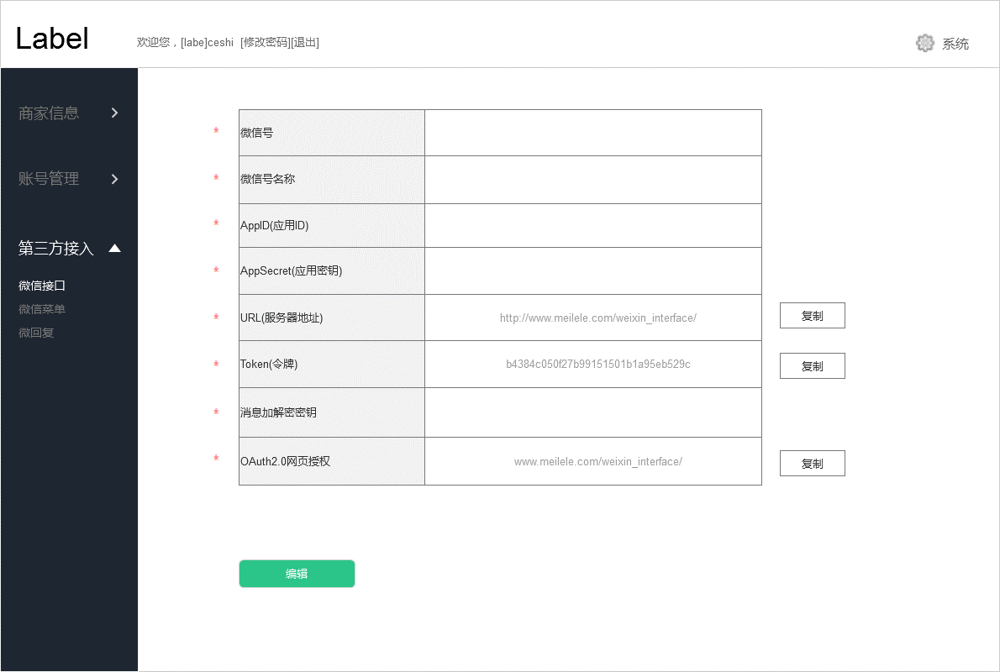 Label
欢迎您，[labe]ceshi [修改密码][退出]
系统
商家信息
账号管理
第三方接入
微信接口
微信菜单
微回复
* 微信号
* 微信号名称
* AppID(应用ID)
* AppSecret(应用密钥)
* URL(服务器地址) http://www.meilele.com/weixin_interface/ 复制
* Token(令牌) b4384c050f27b99151501b1a95eb529c 复制
* 消息加解密密钥
* OAuth2.0网页授权 www.meilele.com/weixin_interface/ 复制
编辑